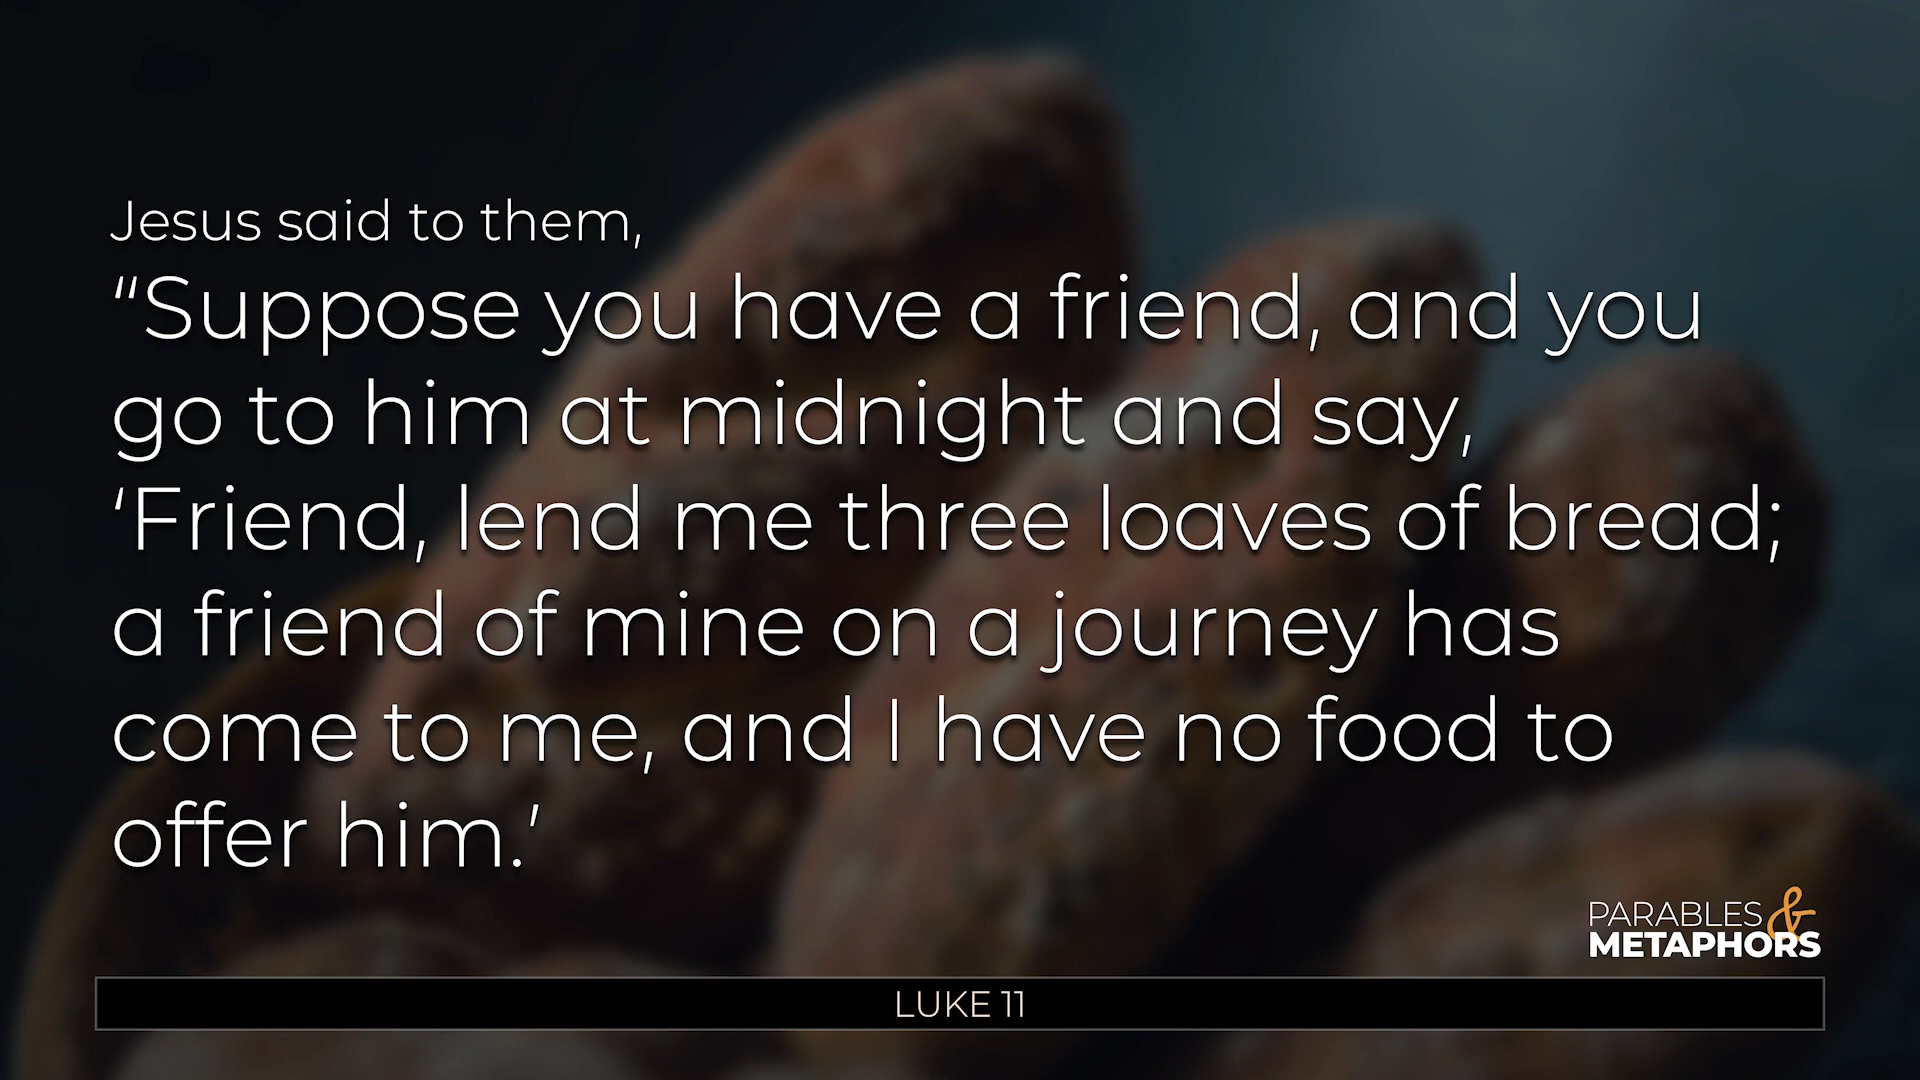 Jesus said to them,
“Suppose you have a friend, and you
go to him at midnight and say,
‘Friend, lend me three loaves of bread;
a friend of mine on a journey has
come to me, and I have no food to
offer him.’
PARABLES &
METAPHORS
LUKE 11